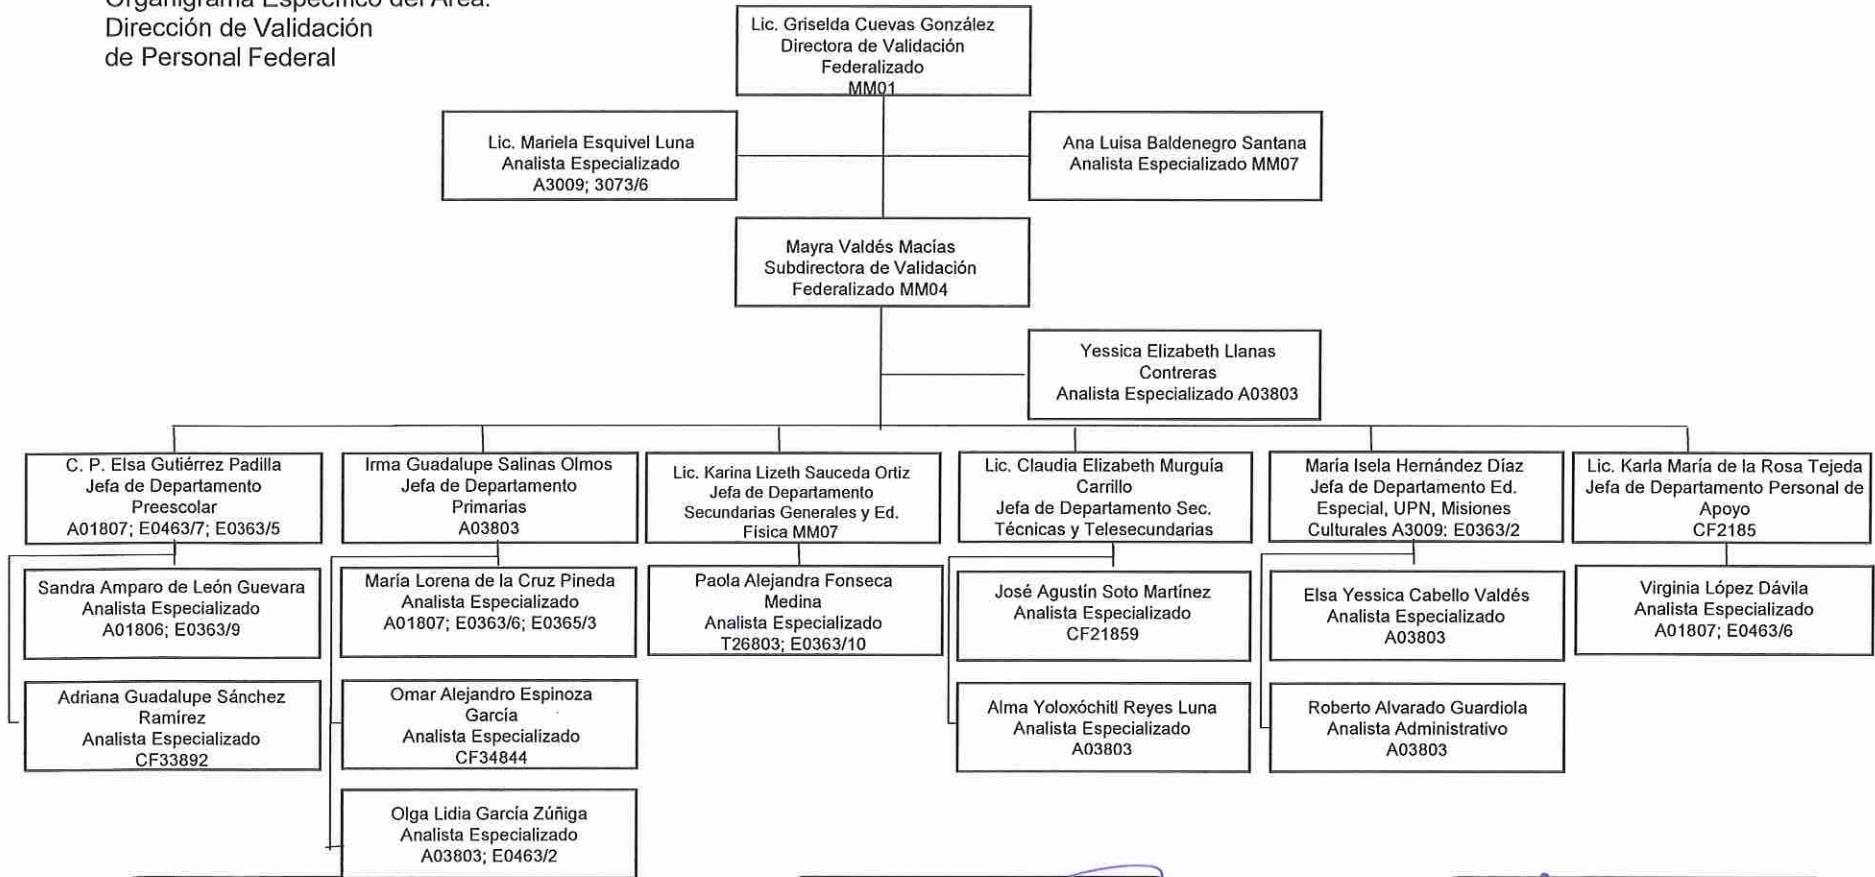 Organigrama Específico del Área:
Dirección de Validación
de Personal Federal
Lic. Griselda Cuevas González
Directora de Validación
Federalizado
MM01
Lic. Mariela Esquivel Luna
Analista Especializado
A3009; 3073/6
Ana Luisa Baldenegro Santana
Analista Especializado MM07
Mayra Valdés Macías
Subdirectora de Validación
Federalizado MM04
Yessica Elizabeth Llanas
Contreras
Analista Especializado A03803
C. P. Elsa Gutiérrez Padilla
Jefa de Departamento
Preescolar
A01807; E0463/7; E0363/5
Irma Guadalupe Salinas Olmos
Jefa de Departamento
Primarias
A03803
Lic. Karina Lizeth Sauceda Ortiz
Jefa de Departamento
Secundarias Generales y Ed.
Física MM07
Lic. Claudia Elizabeth Murguía
Carrillo
Jefa de Departamento Sec.
Técnicas y Telesecundarias
María Isela Hernández Díaz
Jefa de Departamento Ed.
Especial, UPN, Misiones
Culturales A3009: E0363/2
Lic. Karla María de la Rosa Tejeda
Jefa de Departamento Personal de
Apoyo
CF2185
Sandra Amparo de León Guevara
Analista Especializado
A01806; E0363/9
María Lorena de la Cruz Pineda
Analista Especializado
A01807; E0363/6; E0365/3
Paola Alejandra Fonseca
Medina
Analista Especializado
T26803; E0363/10
José Agustín Soto Martínez
Analista Especializado
CF21859
Elsa Yessica Cabello Valdés
Analista Especializado
A03803
Virginia López Dávila
Analista Especializado
A01807; E0463/6
Adriana Guadalupe Sánchez
Ramírez
Analista Especializado
CF33892
Omar Alejandro Espinoza
García
Analista Especializado
CF34844
Alma Yoloxóchitl Reyes Luna
Analista Especializado
A03803
Roberto Alvarado Guardiola
Analista Administrativo
A03803
Olga Lidia García Zúñiga
Analista Especializado
A03803; E0463/2